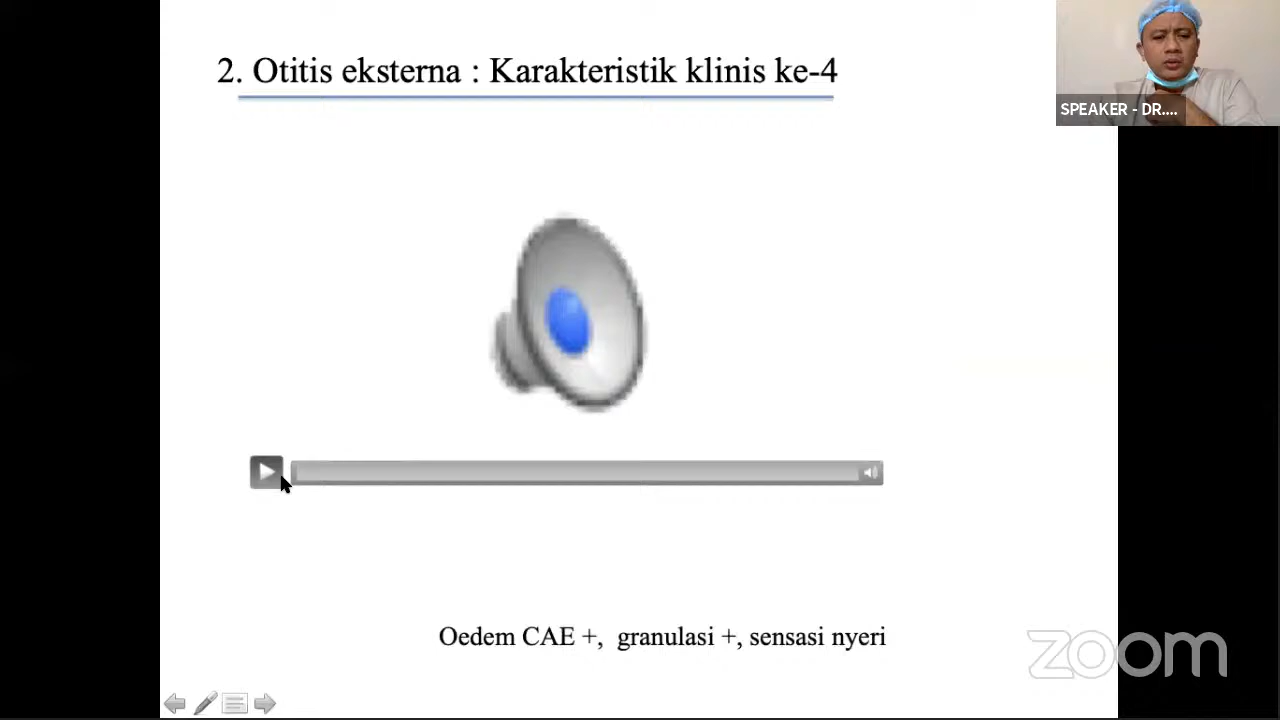 2. Otitis eksterna : Karakteristik klinis ke-4
SPEAKER - DR....
Oedem CAE +, granulasi +, sensasi nyeri
zoom